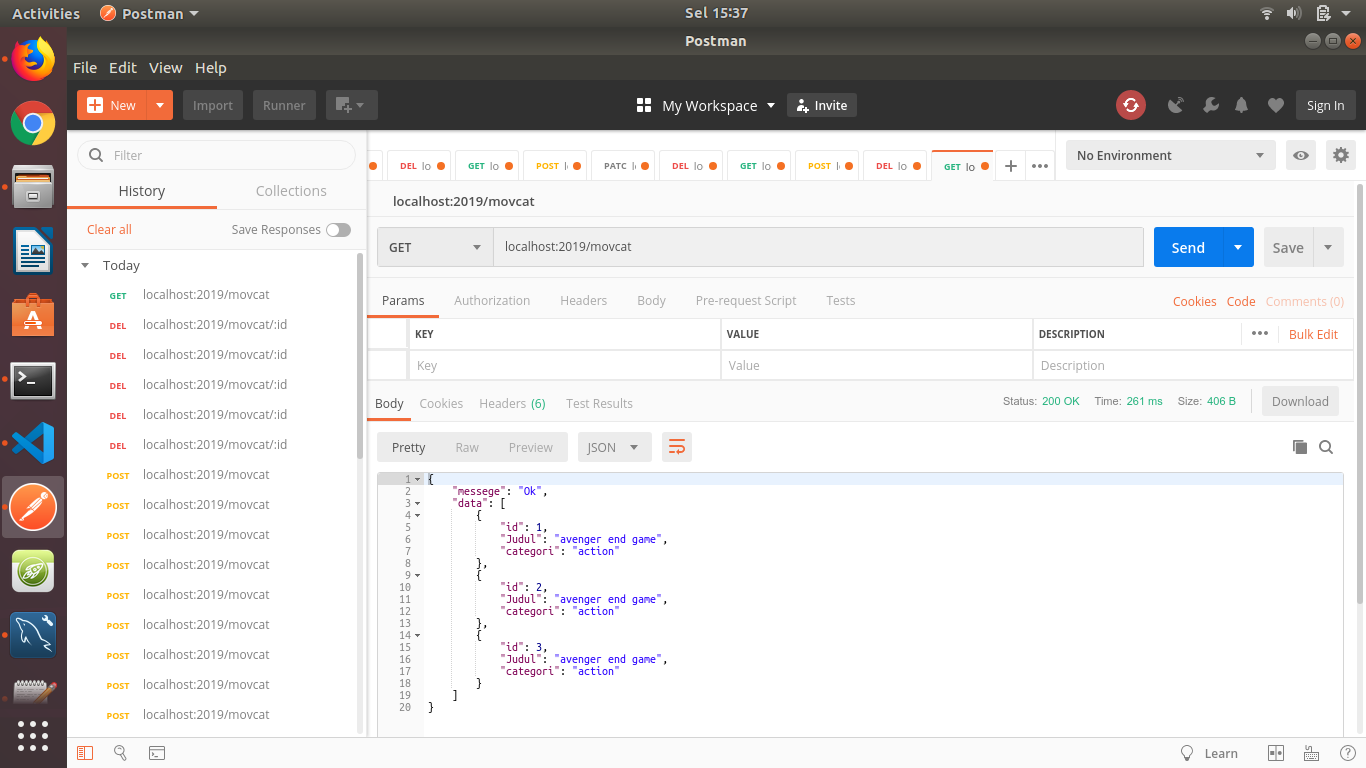 Activities Postman Sel 15:37
Postman
File Edit View Help
New Import Runner My Workspace Invite Sign In
Filter
History Collections
Clear all Save Responses
Today
GET localhost:2019/movcat
DEL localhost:2019/movcat/:id
DEL localhost:2019/movcat/:id
DEL localhost:2019/movcat/:id
DEL localhost:2019/movcat/:id
DEL localhost:2019/movcat/:id
POST localhost:2019/movcat
POST localhost:2019/movcat
POST localhost:2019/movcat
POST localhost:2019/movcat
POST localhost:2019/movcat
POST localhost:2019/movcat
POST localhost:2019/movcat
POST localhost:2019/movcat
POST localhost:2019/movcat
DEL lo GET lo POST l PATC lo DEL lo GET lo POST l DEL lo GET lo + ••• No Environment
localhost:2019/movcat
GET localhost:2019/movcat Send Save
Params Authorization Headers Body Pre-request Script Tests Cookies Code Comments (0)
KEY VALUE DESCRIPTION ••• Bulk Edit
Key Value Description
Body Cookies Headers (6) Test Results Status: 200 OK Time: 261 ms Size: 406 B Download
Pretty Raw Preview JSON
1 {
2 "messege": "Ok",
3 "data": [
4 {
5 "id": 1,
6 "Judul": "avenger end game",
7 "categori": "action"
8 },
9 {
10 "id": 2,
11 "Judul": "avenger end game",
12 "categori": "action"
13 },
14 {
15 "id": 3,
16 "Judul": "avenger end game",
17 "categori": "action"
18 }
19 ]
20 }
Learn